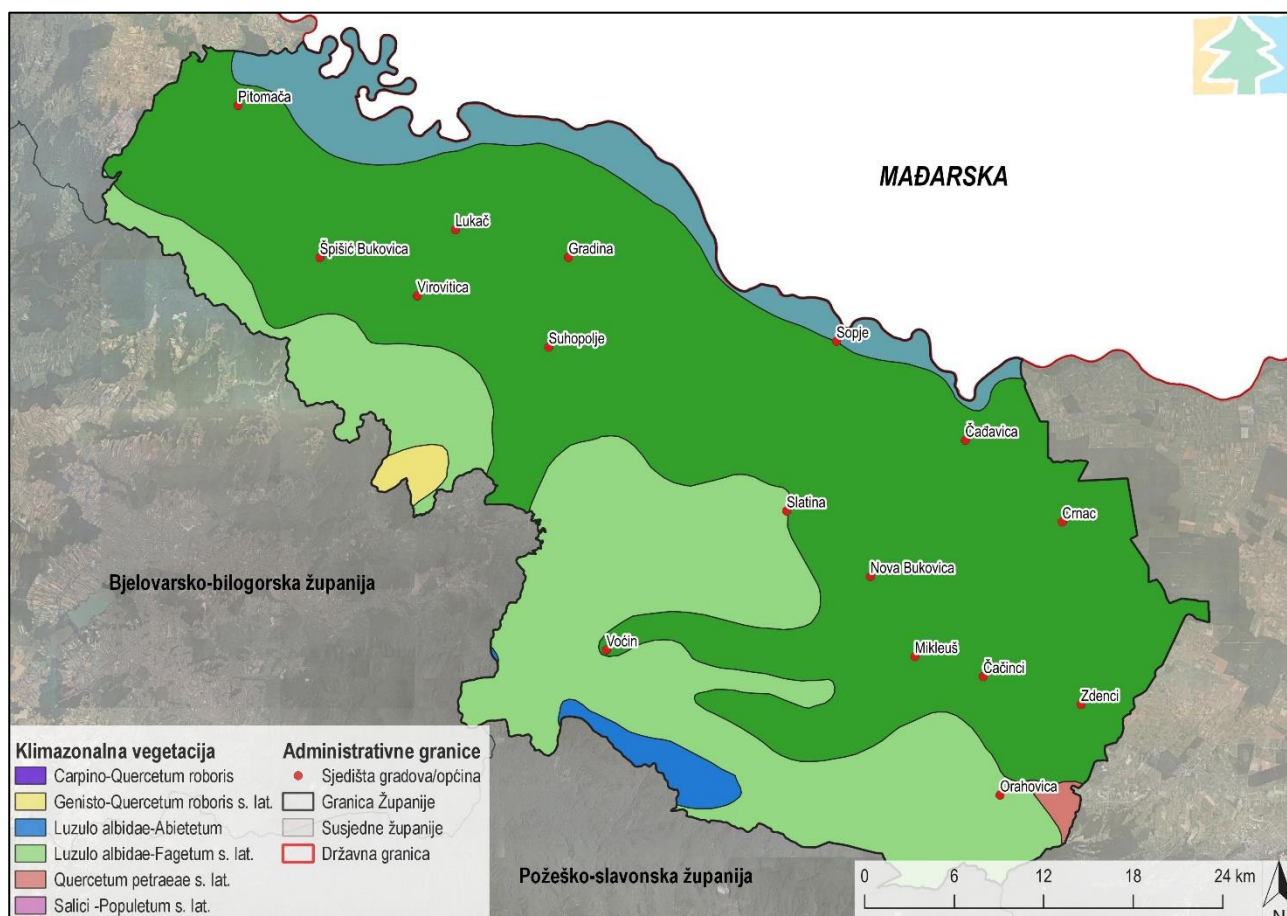 Pitomača
MAĐARSKA
Lukač
Špišić Bukovica
Gradina
Virovitica
Suhopolje
Sopje
Čađavica
Slatina
Crnac
Nova Bukovica
Bjelovarsko-bilogorska županija
Voćin
Mikleuš
Čačinci
Zdenci
Orahovica
Požeško-slavonska županija
Klimazonalna vegetacija
Carpino-Quercetum roboris
Genisto-Quercetum roboris s. lat.
Luzulo albidae-Abietetum
Luzulo albidae-Fagetum s. lat.
Quercetum petraeae s. lat.
Salici -Populetum s. lat.
Administrativne granice
Sjedišta gradova/općina
Granica Županije
Susjedne županije
Državna granica
0 6 12 18 24 km
N